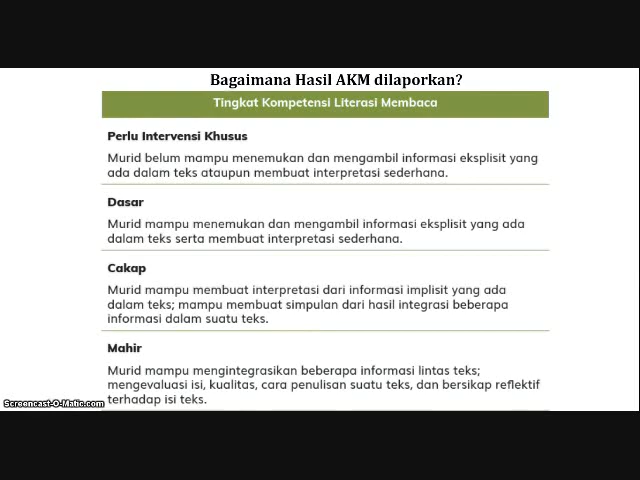 Bagaimana Hasil AKM dilaporkan?
Tingkat Kompetensi Literasi Membaca
Perlu Intervensi Khusus
Murid belum mampu menemukan dan mengambil informasi eksplisit yang
ada dalam teks ataupun membuat interpretasi sederhana.
Dasar
Murid mampu menemukan dan mengambil informasi eksplisit yang ada
dalam teks serta membuat interpretasi sederhana.
Cakap
Murid mampu membuat interpretasi dari informasi implisit yang ada
dalam teks; mampu membuat simpulan dari hasil integrasi beberapa
informasi dalam suatu teks.
Mahir
Murid mampu mengintegrasikan beberapa informasi lintas teks;
mengevaluasi isi, kualitas, cara penulisan suatu teks, dan bersikap reflektif
terhadap isi teks.
Screencast-O-Matic.com